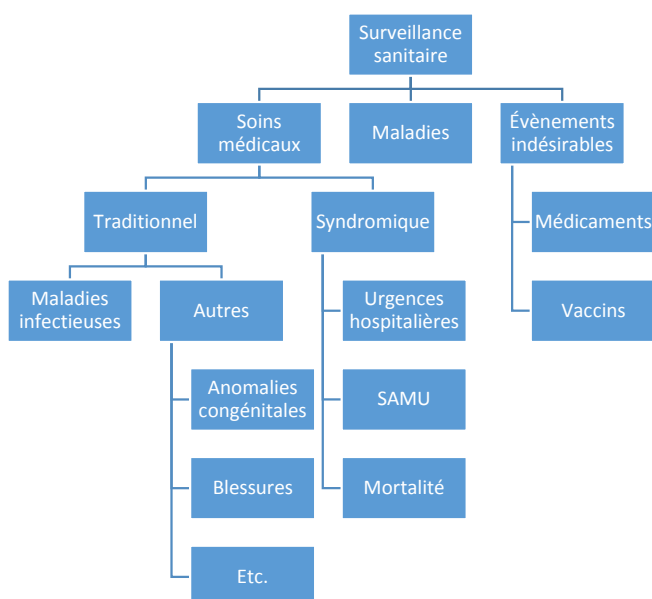 Surveillance
sanitaire
Soins
médicaux
Maladies
Évènements
indésirables
Traditionnel
Syndromique
Médicaments
Maladies
infectieuses
Autres
Urgences
hospitalières
Vaccins
Anomalies
congénitales
SAMU
Blessures
Mortalité
Etc.